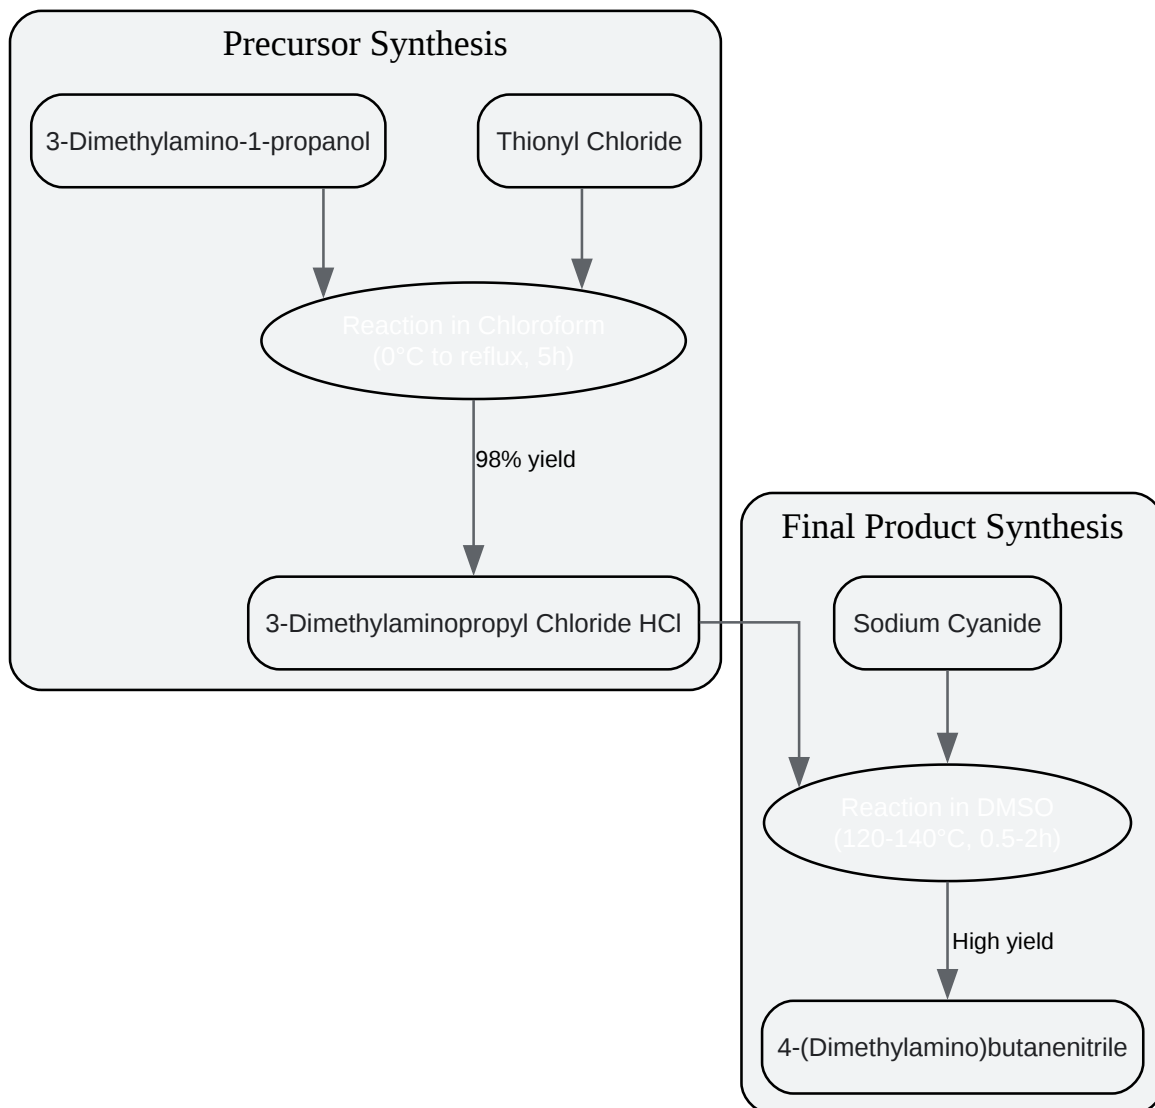 Precursor Synthesis
3-Dimethylamino-1-propanol
Thionyl Chloride
Reaction in Chloroform
(0°C to reflux, 5h)
98% yield
3-Dimethylaminopropyl Chloride HCl
Final Product Synthesis
Sodium Cyanide
Reaction in DMSO
(120-140°C, 0.5-2h)
High yield
4-(Dimethylamino)butanenitrile